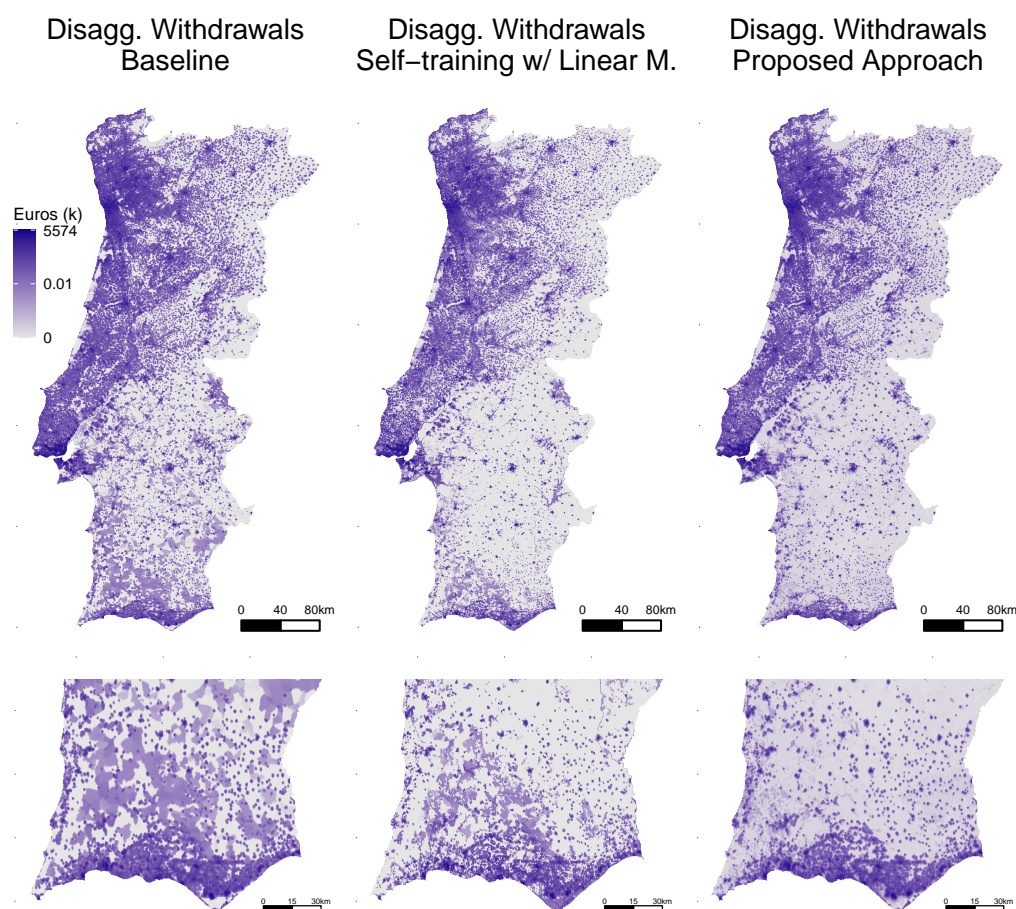 Disagg. Withdrawals
Baseline
Disagg. Withdrawals
Self−training w/ Linear M.
Disagg. Withdrawals
Proposed Approach
Euros (k)
5574
0.01
0
0 40 80km
0 40 80km
0 40 80km
0 15 30km
0 15 30km
0 15 30km